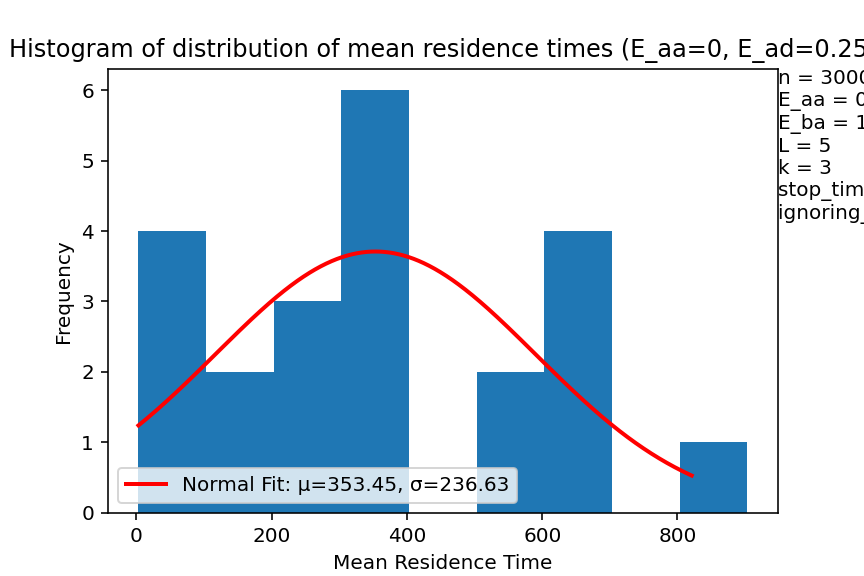 Histogram of distribution of mean residence times (E_aa=0, E_ad=0.25
n = 3000
E_aa = 0
E_ba = 1
L = 5
k = 3
stop_tim
ignoring_
6
5
4
3
2
1
0
Frequency
Normal Fit: μ=353.45, σ=236.63
0 200 400 600 800
Mean Residence Time